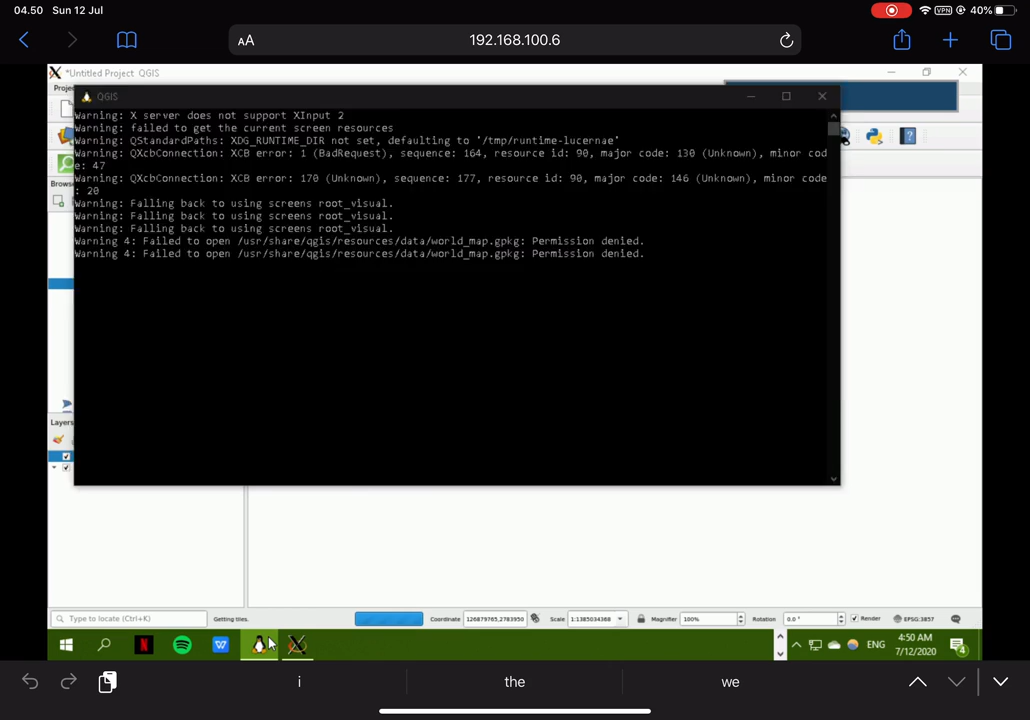 04.50 Sun 12 Jul
VPN 40%
AA 192.168.100.6
*Untitled Project QGIS
QGIS
Warning: X server does not support XInput 2
Warning: failed to get the current screen resources
Warning: QStandardPaths: XDG_RUNTIME_DIR not set, defaulting to '/tmp/runtime-lucernae'
Warning: QXcbConnection: XCB error: 1 (BadRequest), sequence: 164, resource id: 90, major code: 130 (Unknown), minor cod
e: 47
Warning: QXcbConnection: XCB error: 170 (Unknown), sequence: 177, resource id: 90, major code: 146 (Unknown), minor code
: 20
Warning: Falling back to using screens root_visual.
Warning: Falling back to using screens root_visual.
Warning: Falling back to using screens root_visual.
Warning 4: Failed to open /usr/share/qgis/resources/data/world_map.gpkg: Permission denied.
Warning 4: Failed to open /usr/share/qgis/resources/data/world_map.gpkg: Permission denied.
Projec
Brows
Layers
Type to locate (Ctrl+K) Getting tiles. Coordinate 126879765,2783950 Scale 1:1385034368 Magnifier 100% Rotation 0.0 ° Render EPSG:3857
ENG 4:50 AM
7/12/2020 4
i the we